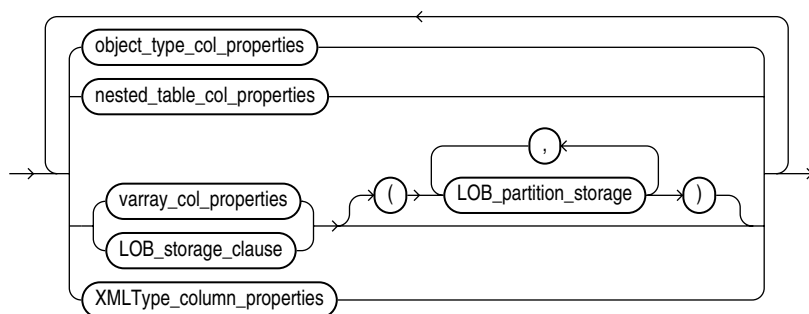 object_type_col_properties
nested_table_col_properties
,
varray_col_properties ( LOB_partition_storage )
LOB_storage_clause
XMLType_column_properties